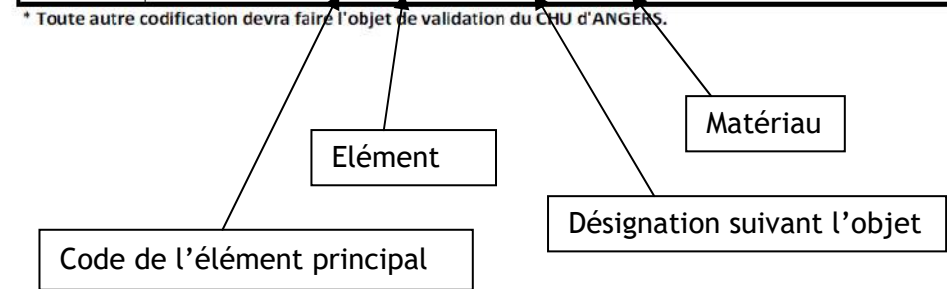 * Toute autre codification devra faire l'objet de validation du CHU d'ANGERS.
Matériau
Elément
Désignation suivant l'objet
Code de l'élément principal